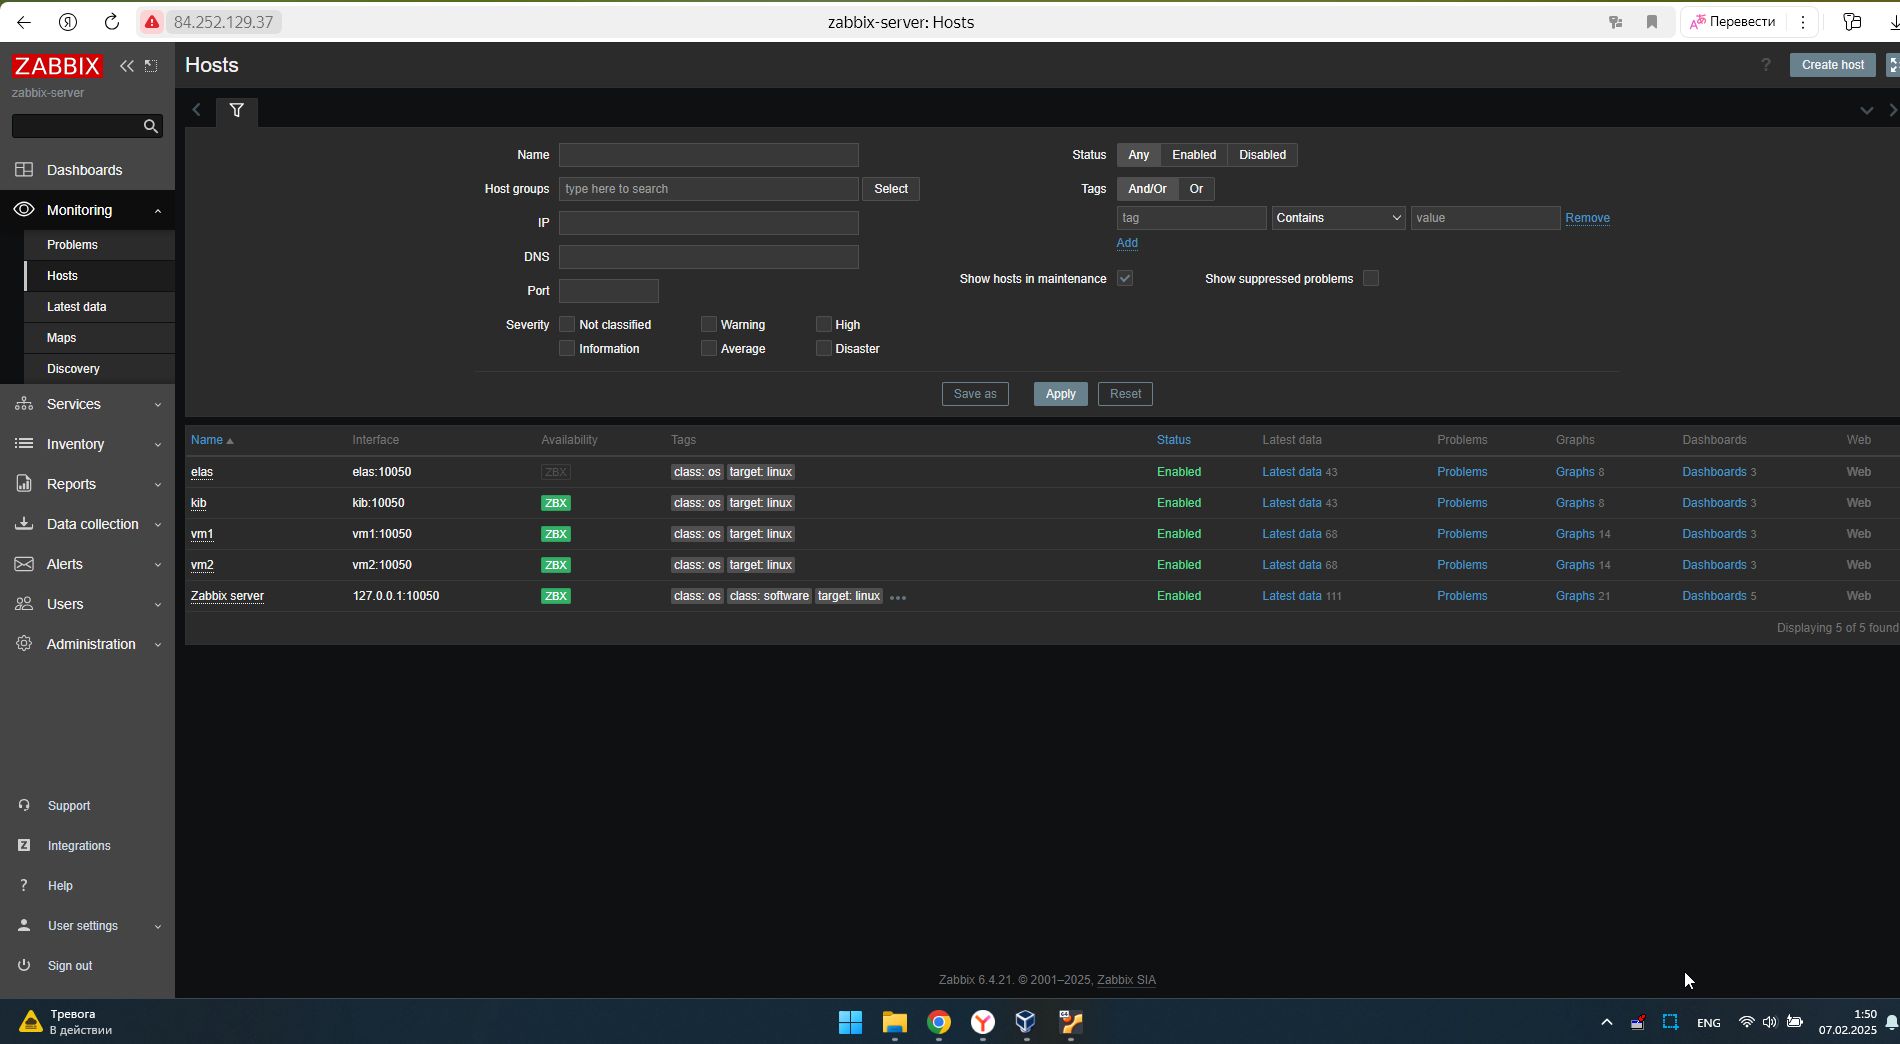 84.252.129.37
zabbix-server: Hosts
Перевести
ZABBIX
zabbix-server
Dashboards
Monitoring
Problems
Hosts
Latest data
Maps
Discovery
Services
Inventory
Reports
Data collection
Alerts
Users
Administration
Support
Integrations
Help
User settings
Sign out
Hosts
? Create host
Name
Host groups type here to search Select
IP
DNS
Port
Severity Not classified Warning High
Information Average Disaster
Status Any Enabled Disabled
Tags And/Or Or
tag Contains value Remove
Add
Show hosts in maintenance Show suppressed problems
Save as Apply Reset
Name Interface Availability Tags Status Latest data Problems Graphs Dashboards Web
elas elas:10050 ZBX class: os target: linux Enabled Latest data 43 Problems Graphs 8 Dashboards 3 Web
kib kib:10050 ZBX class: os target: linux Enabled Latest data 43 Problems Graphs 8 Dashboards 3 Web
vm1 vm1:10050 ZBX class: os target: linux Enabled Latest data 68 Problems Graphs 14 Dashboards 3 Web
vm2 vm2:10050 ZBX class: os target: linux Enabled Latest data 68 Problems Graphs 14 Dashboards 3 Web
Zabbix server 127.0.0.1:10050 ZBX class: os class: software target: linux ••• Enabled Latest data 111 Problems Graphs 21 Dashboards 5 Web
Displaying 5 of 5 found
Zabbix 6.4.21. © 2001–2025, Zabbix SIA
Тревога
В действии
ENG
1:50
07.02.2025